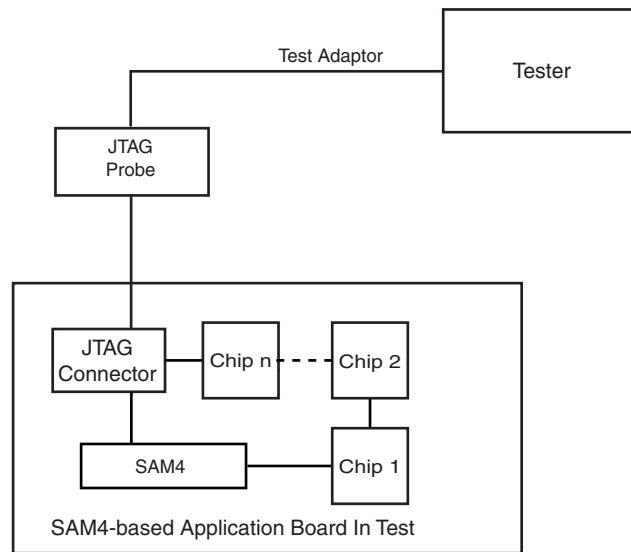 Test Adaptor
Tester
JTAG
Probe
JTAG
Connector
Chip n
Chip 2
SAM4
Chip 1
SAM4-based Application Board In Test